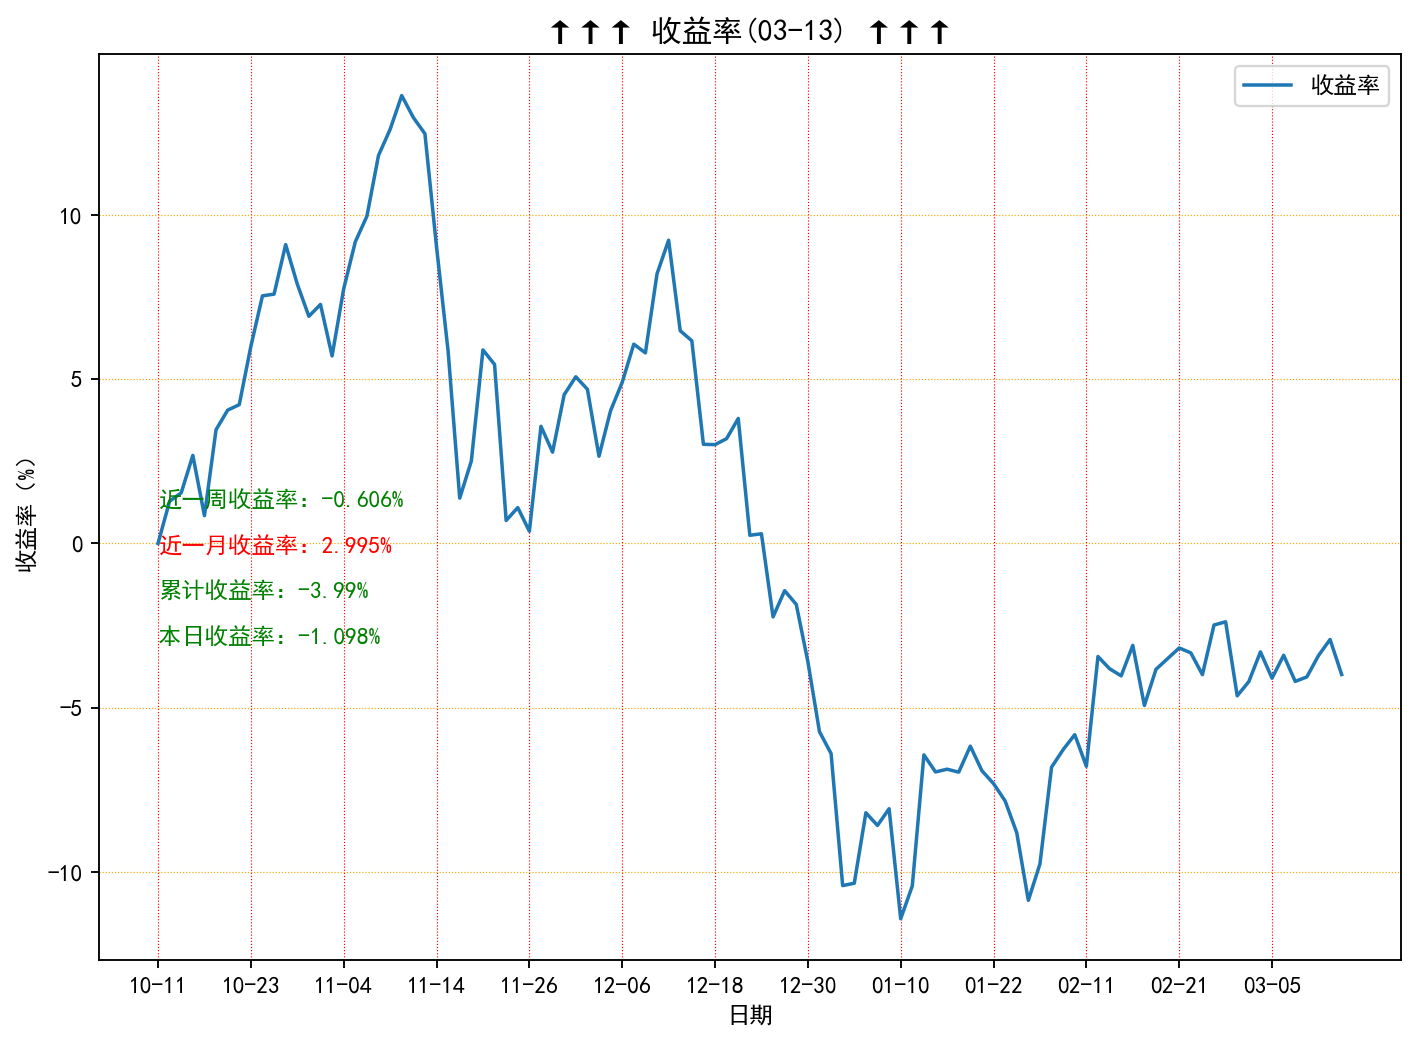 ↑↑↑ 收益率(03-13) ↑↑↑
收益率
收益率 (%)
10
5
0
-5
-10
近一周收益率: -0.606%
近一月收益率: 2.995%
累计收益率: -3.99%
本日收益率: -1.098%
10-11 10-23 11-04 11-14 11-26 12-06 12-18 12-30 01-10 01-22 02-11 02-21 03-05
日期